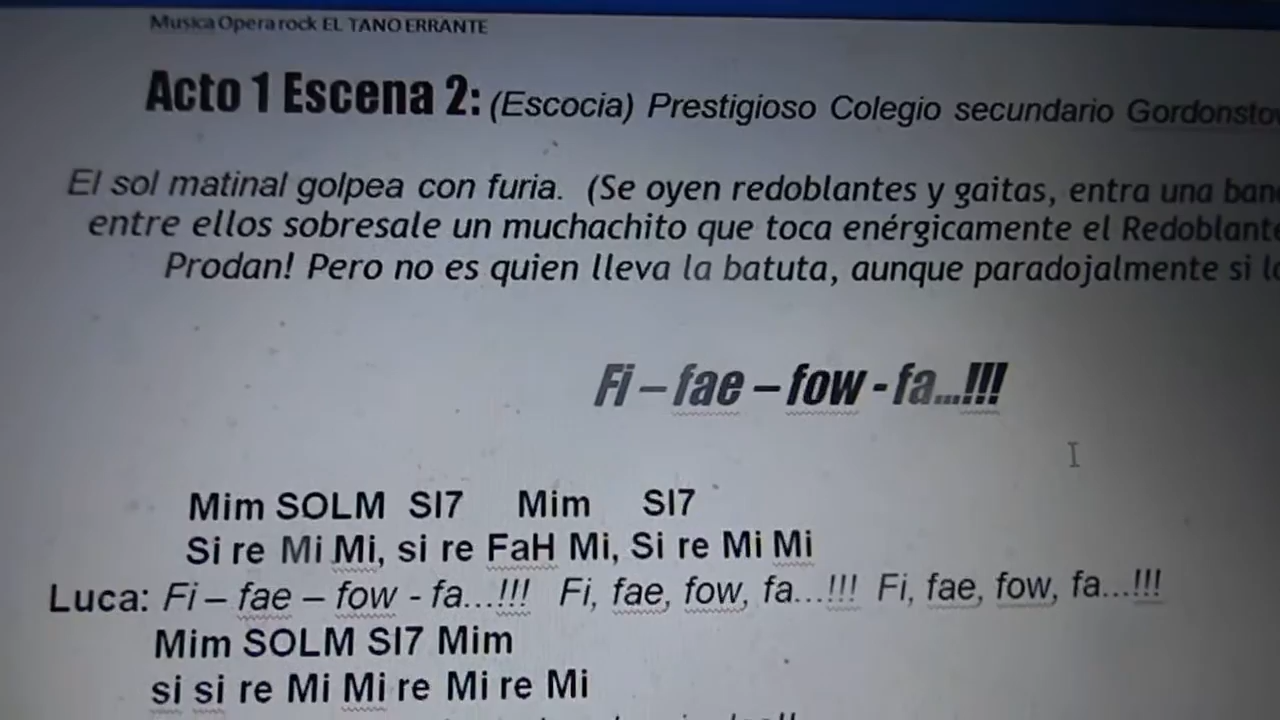 Musica Opera rock EL TANO ERRANTE
Acto 1 Escena 2: (Escocia) Prestigioso Colegio secundario
El sol matinal golpea con furia. (Se oyen redoblantes y gaitas, entra una
entre ellos sobresale un muchachito que toca enérgicamente el Redoblante
Prodan! Pero no es quien lleva la batuta, aunque paradojalmente si
Fi – fae – fow - fa...!!!
Mim SOLM SI7 Mim SI7
Si re Mi Mi, si re FaH Mi, Si re Mi Mi
Luca: Fi – fae – fow - fa...!!! Fi, fae, fow, fa...!!! Fi, fae, fow, fa...!!!
Mim SOLM SI7 Mim
si si re Mi Mi re Mi re Mi